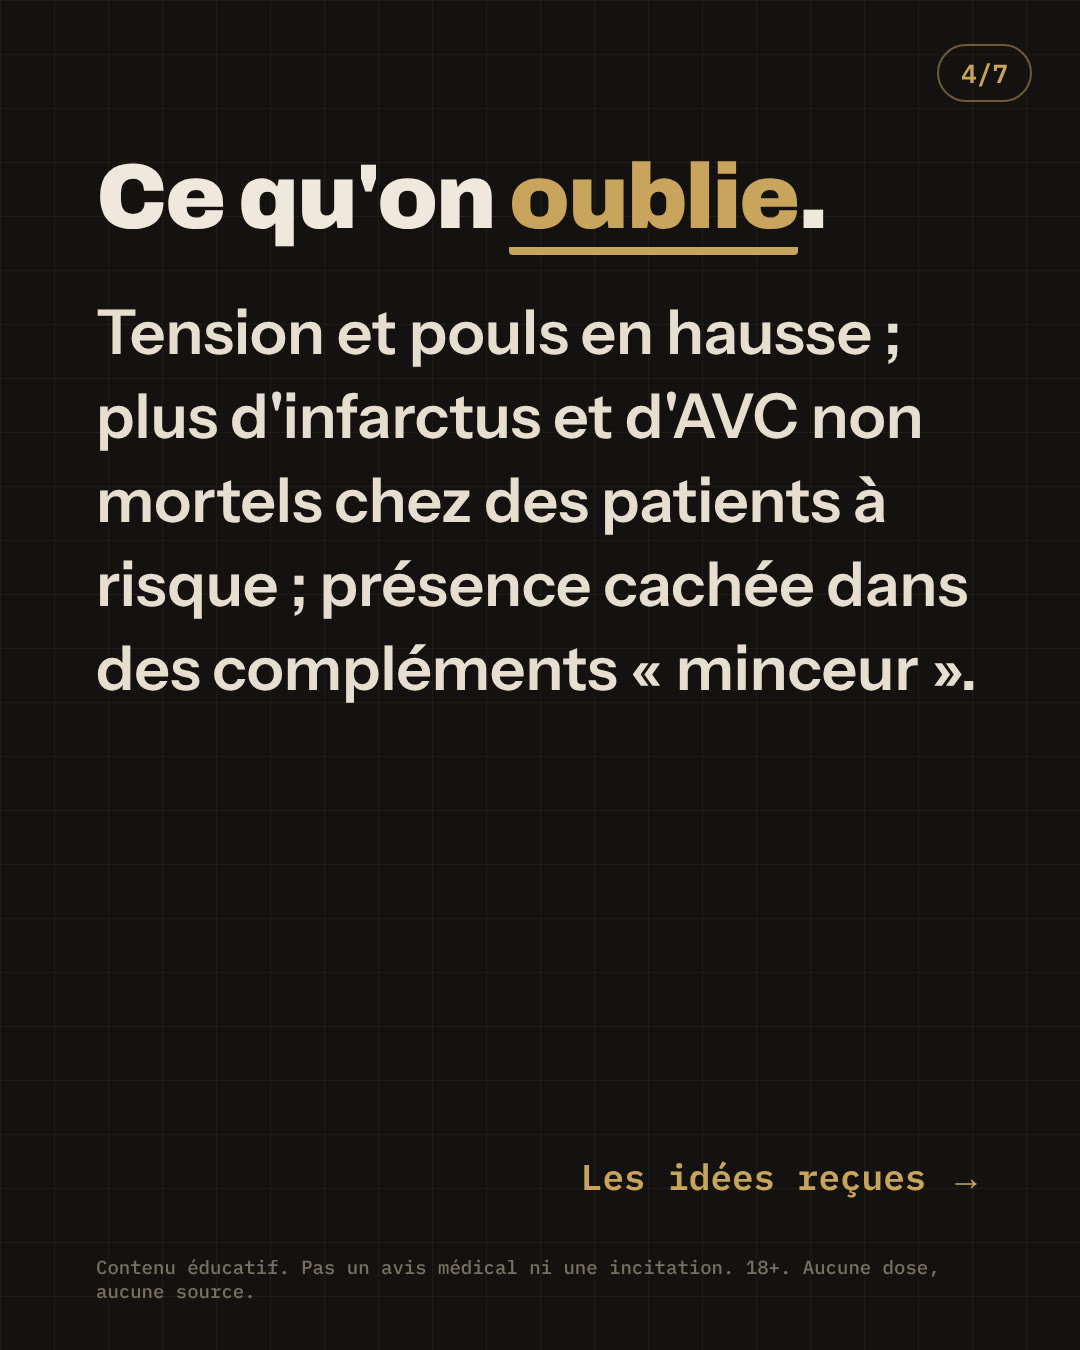 4/7
Ce qu'on oublie.
Tension et pouls en hausse ;
plus d'infarctus et d'AVC non
mortels chez des patients à
risque ; présence cachée dans
des compléments « minceur ».
Les idées reçues →
Contenu éducatif. Pas un avis médical ni une incitation. 18+. Aucune dose,
aucune source.